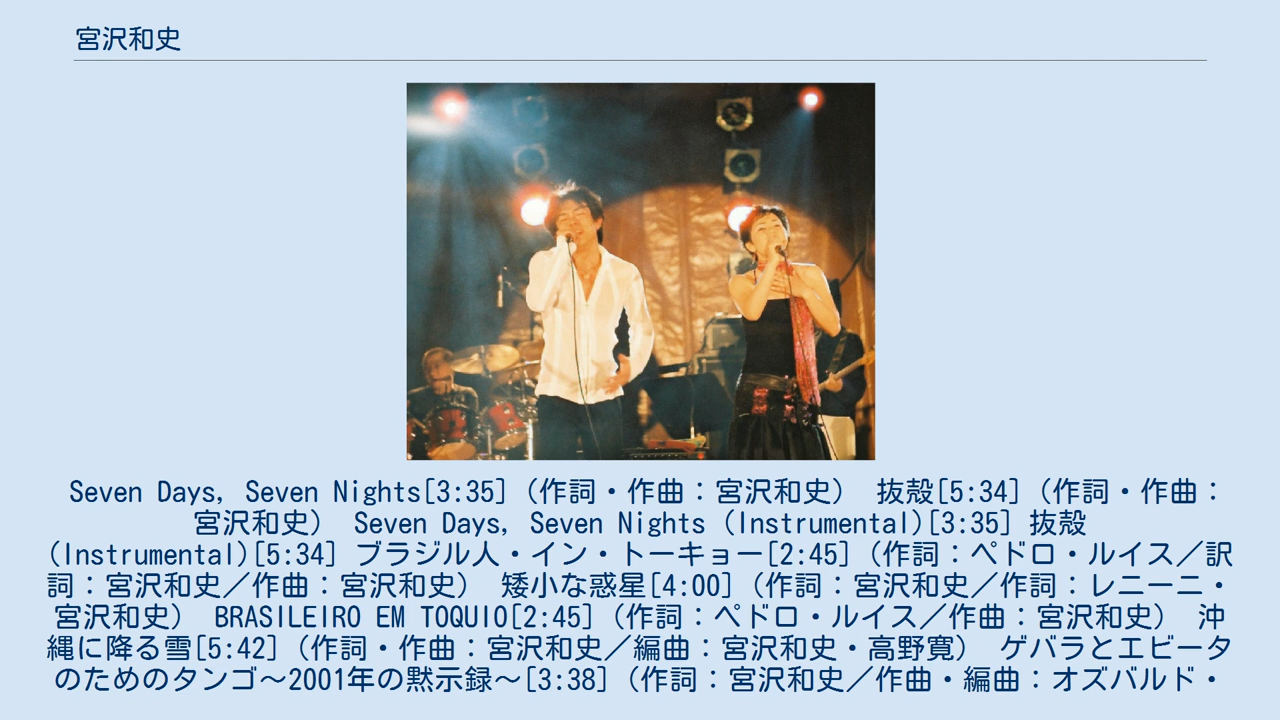 宮沢和史
Seven Days, Seven Nights[3:35]（作詞・作曲：宮沢和史） 抜殻[5:34]（作詞・作曲：
宮沢和史） Seven Days, Seven Nights (Instrumental)[3:35] 抜殻
(Instrumental)[5:34] ブラジル人・イン・トーキョー[2:45]（作詞：ペドロ・ルイス／訳
詞：宮沢和史／作曲：宮沢和史） 矮小な惑星[4:00]（作詞：宮沢和史／作詞：レニーニ・
宮沢和史） BRASILEIRO EM TOQUIO[2:45]（作詞：ペドロ・ルイス／作曲：宮沢和史） 沖
縄に降る雪[5:42]（作詞・作曲：宮沢和史／編曲：宮沢和史・高野寛） ゲバラとエビータ
のためのタンゴ〜2001年の黙示録〜[3:38]（作詞：宮沢和史／作曲・編曲：オズバルド・